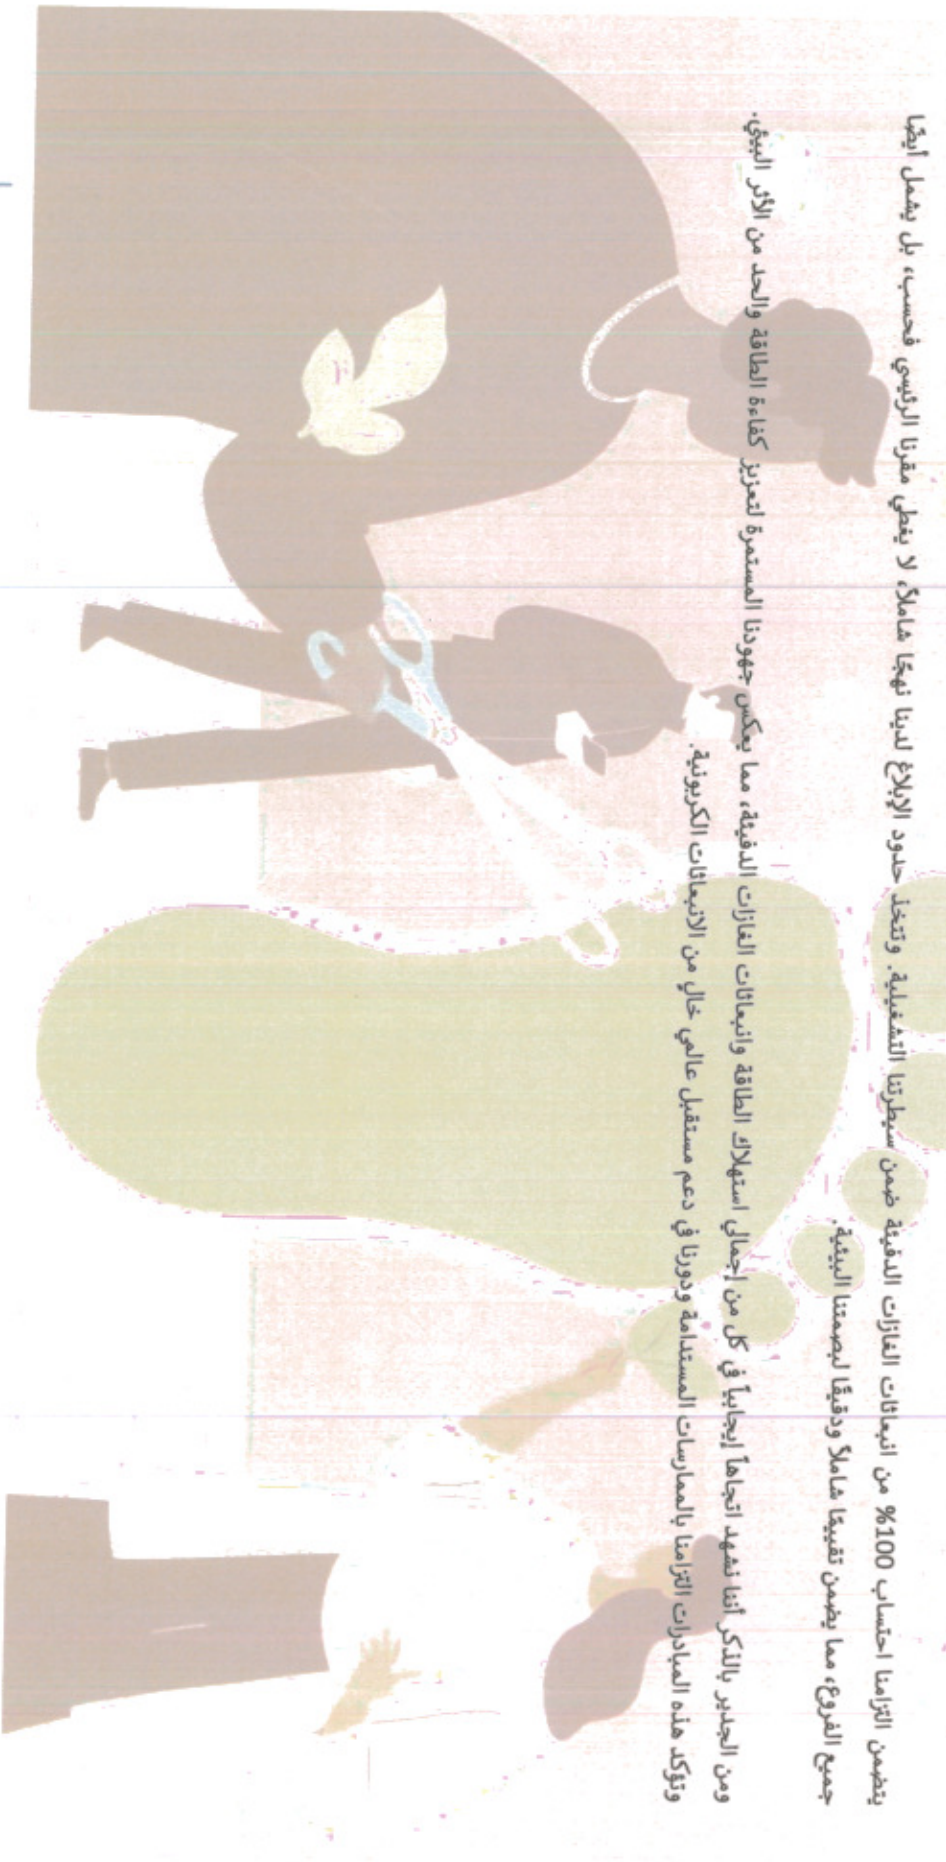 يتضمن التزامنا احتساب 100% من انبعاثات الغازات الدفيئة ضمن سيطرتنا التشغيلية. وتتخذ حدود الإبلاغ لدينا نهجًا شاملاً، لا يغطي مقرنا الرئيسي فحسب، بل يشمل أيضًا
جميع الفروع، مما يضمن تقييمًا شاملاً ودقيقًا لبصمتنا البيئية.
ومن الجدير بالذكر أننا نشهد اتجاهاً إيجابياً في كل من إجمالي استهلاك الطاقة وانبعاثات الغازات الدفيئة، مما يعكس جهودنا المستمرة لتعزيز كفاءة الطاقة والحد من الأثر البيئي.
وتؤكد هذه المبادرات التزامنا بالممارسات المستدامة ودورنا في دعم مستقبل عالمي خالٍ من الانبعاثات الكربونية.